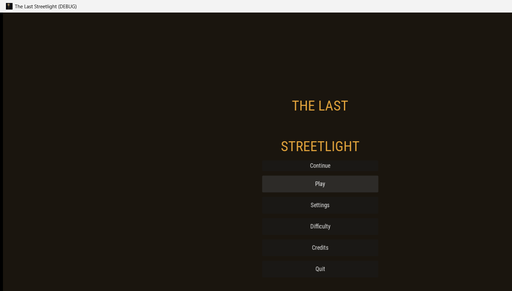 The Last Streetlight (DEBUG)
THE LAST
STREETLIGHT
Continue
Play
Settings
Difficulty
Credits
Quit